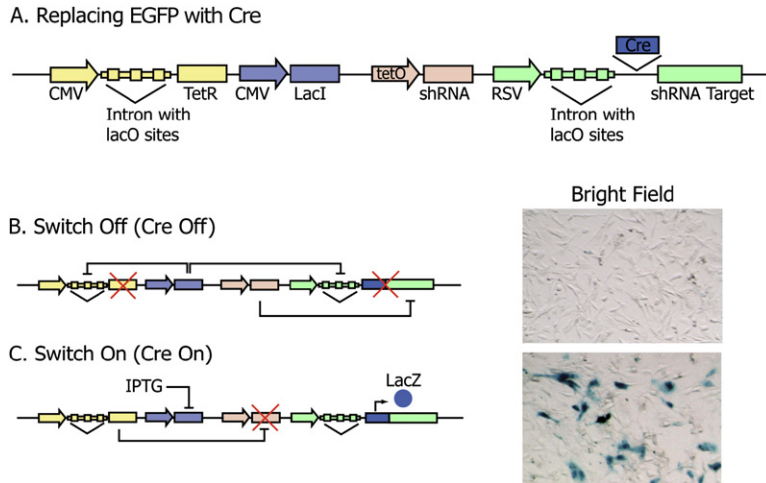 A. Replacing EGFP with Cre
Cre
tetO
CMV
TetR
CMV
LacI
shRNA
RSV
shRNA Target
Intron with
lacO sites
Intron with
lacO sites
Bright Field
B. Switch Off (Cre Off)
C. Switch On (Cre On)
IPTG
LacZ